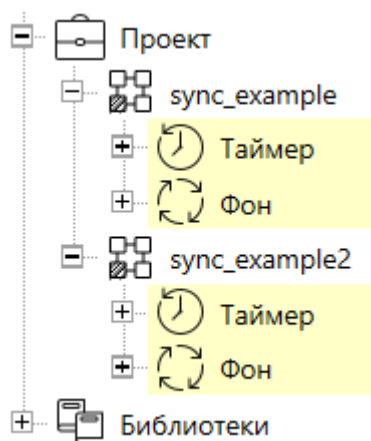 Проект
sync_example
Таймер
Фон
sync_example2
Таймер
Фон
Библиотеки